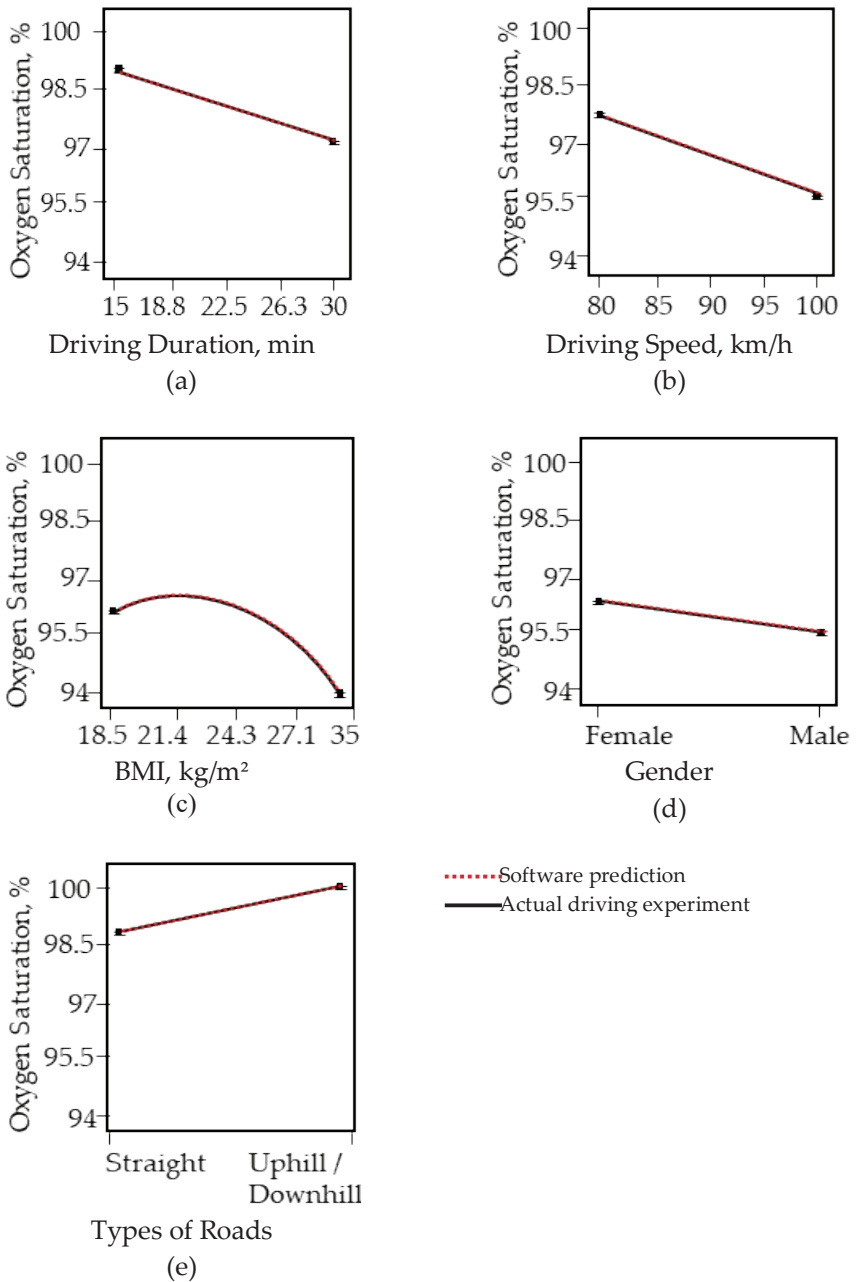 Oxygen Saturation, %
100
98.5
97
95.5
94
15 18.8 22.5 26.3 30
Driving Duration, min
(a)
Oxygen Saturation, %
100
98.5
97
95.5
94
80 85 90 95 100
Driving Speed, km/h
(b)
Oxygen Saturation, %
100
98.5
97
95.5
94
18.5 21.4 24.3 27.1 35
BMI, kg/m²
(c)
Oxygen Saturation, %
100
98.5
97
95.5
94
Female Male
Gender
(d)
Oxygen Saturation, %
100
98.5
97
95.5
94
Straight Uphill /
Downhill
Types of Roads
(e)
Software prediction
Actual driving experiment